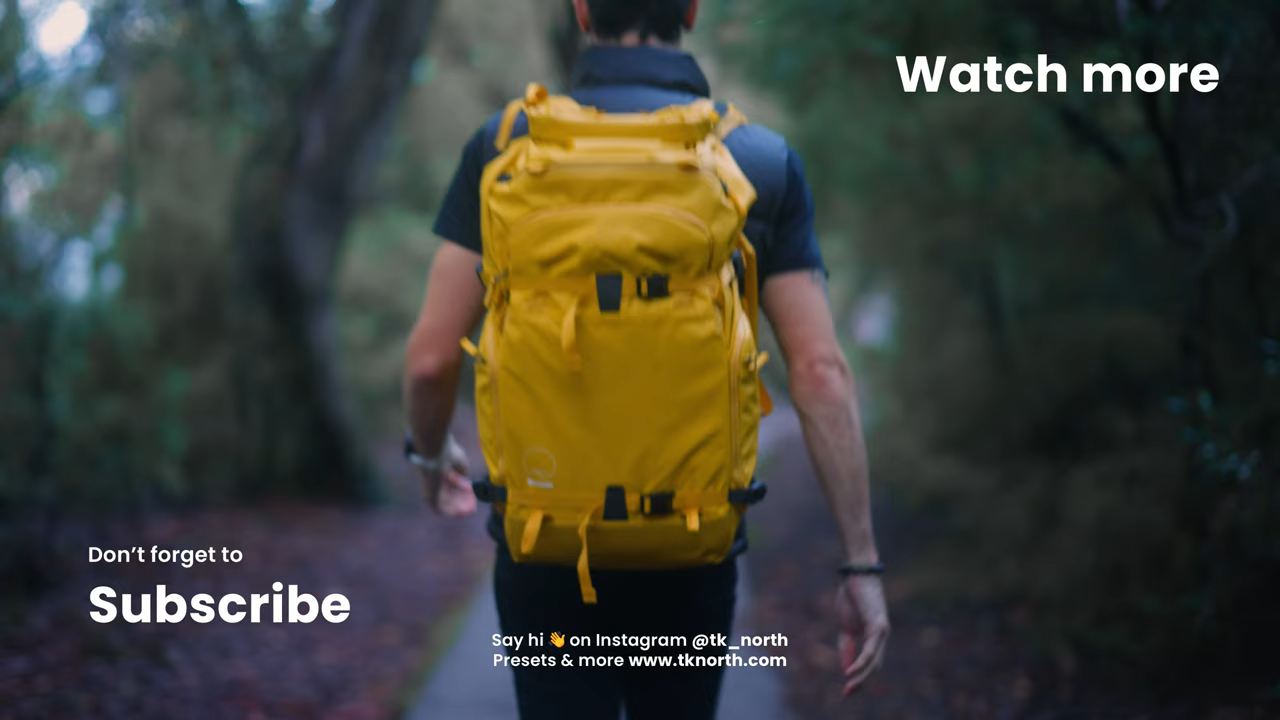 Watch more
Don’t forget to
Subscribe
Say hi 👋 on Instagram @tk_north
Presets & more www.tknorth.com